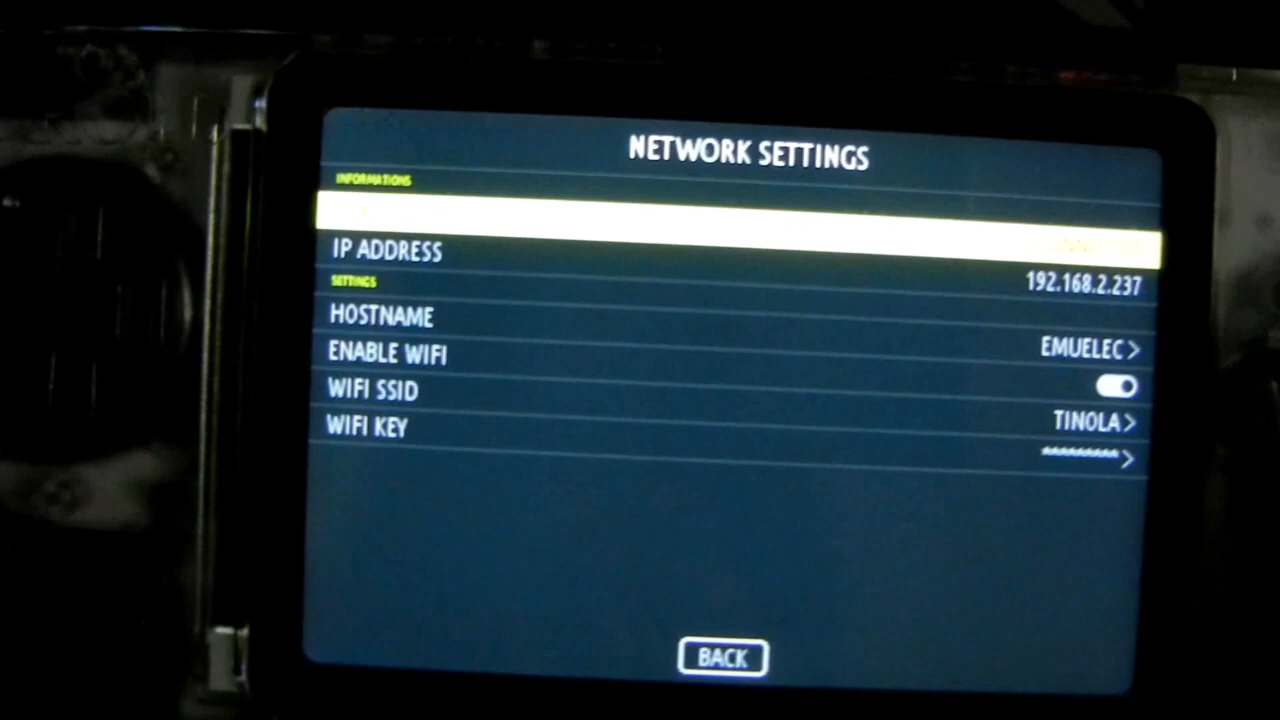 NETWORK SETTINGS
INFORMATIONS
IP ADDRESS 192.168.2.237
SETTINGS
HOSTNAME EMUELEC >
ENABLE WIFI
WIFI SSID TINOLA >
WIFI KEY ********* >
BACK